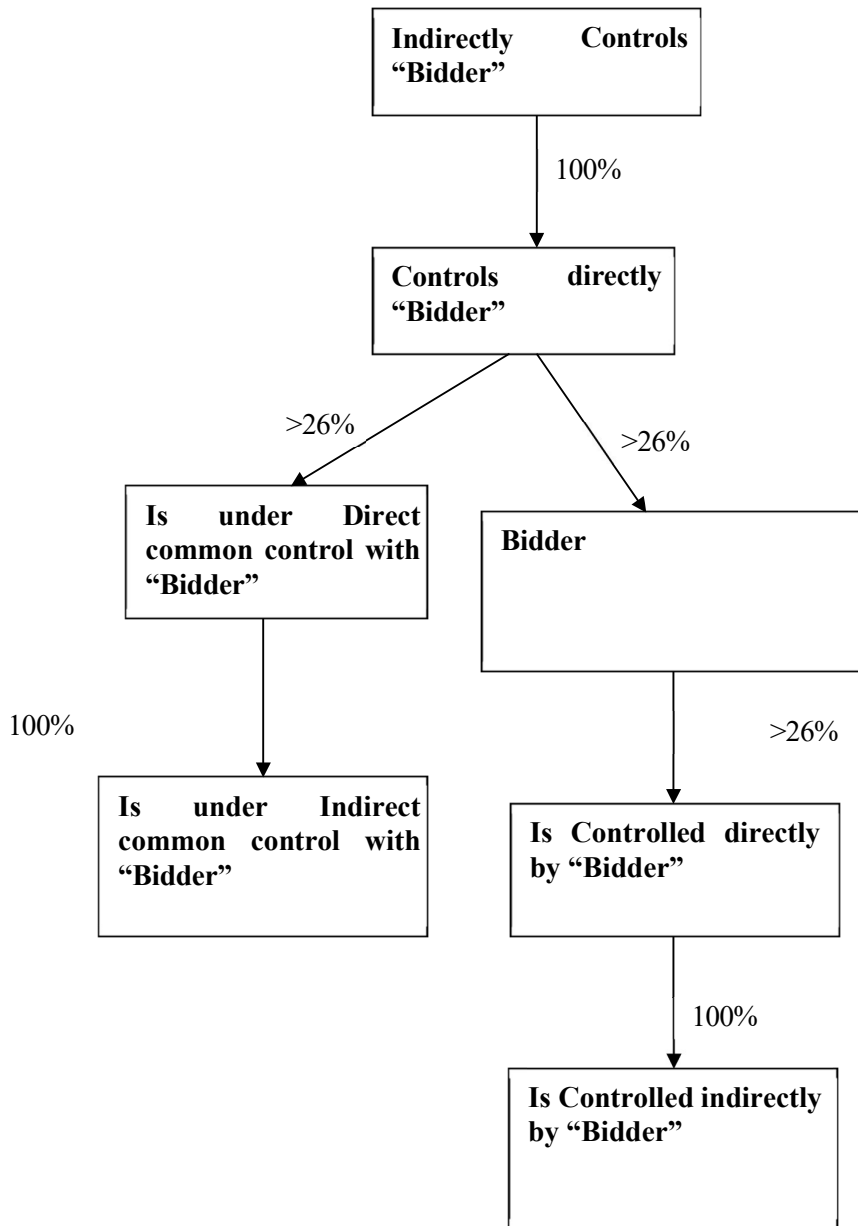 Indirectly Controls
“Bidder”
100%
Controls directly
“Bidder”
>26%
>26%
Is under Direct
common control with
“Bidder”
Bidder
100%
>26%
Is under Indirect
common control with
“Bidder”
Is Controlled directly
by “Bidder”
100%
Is Controlled indirectly
by “Bidder”